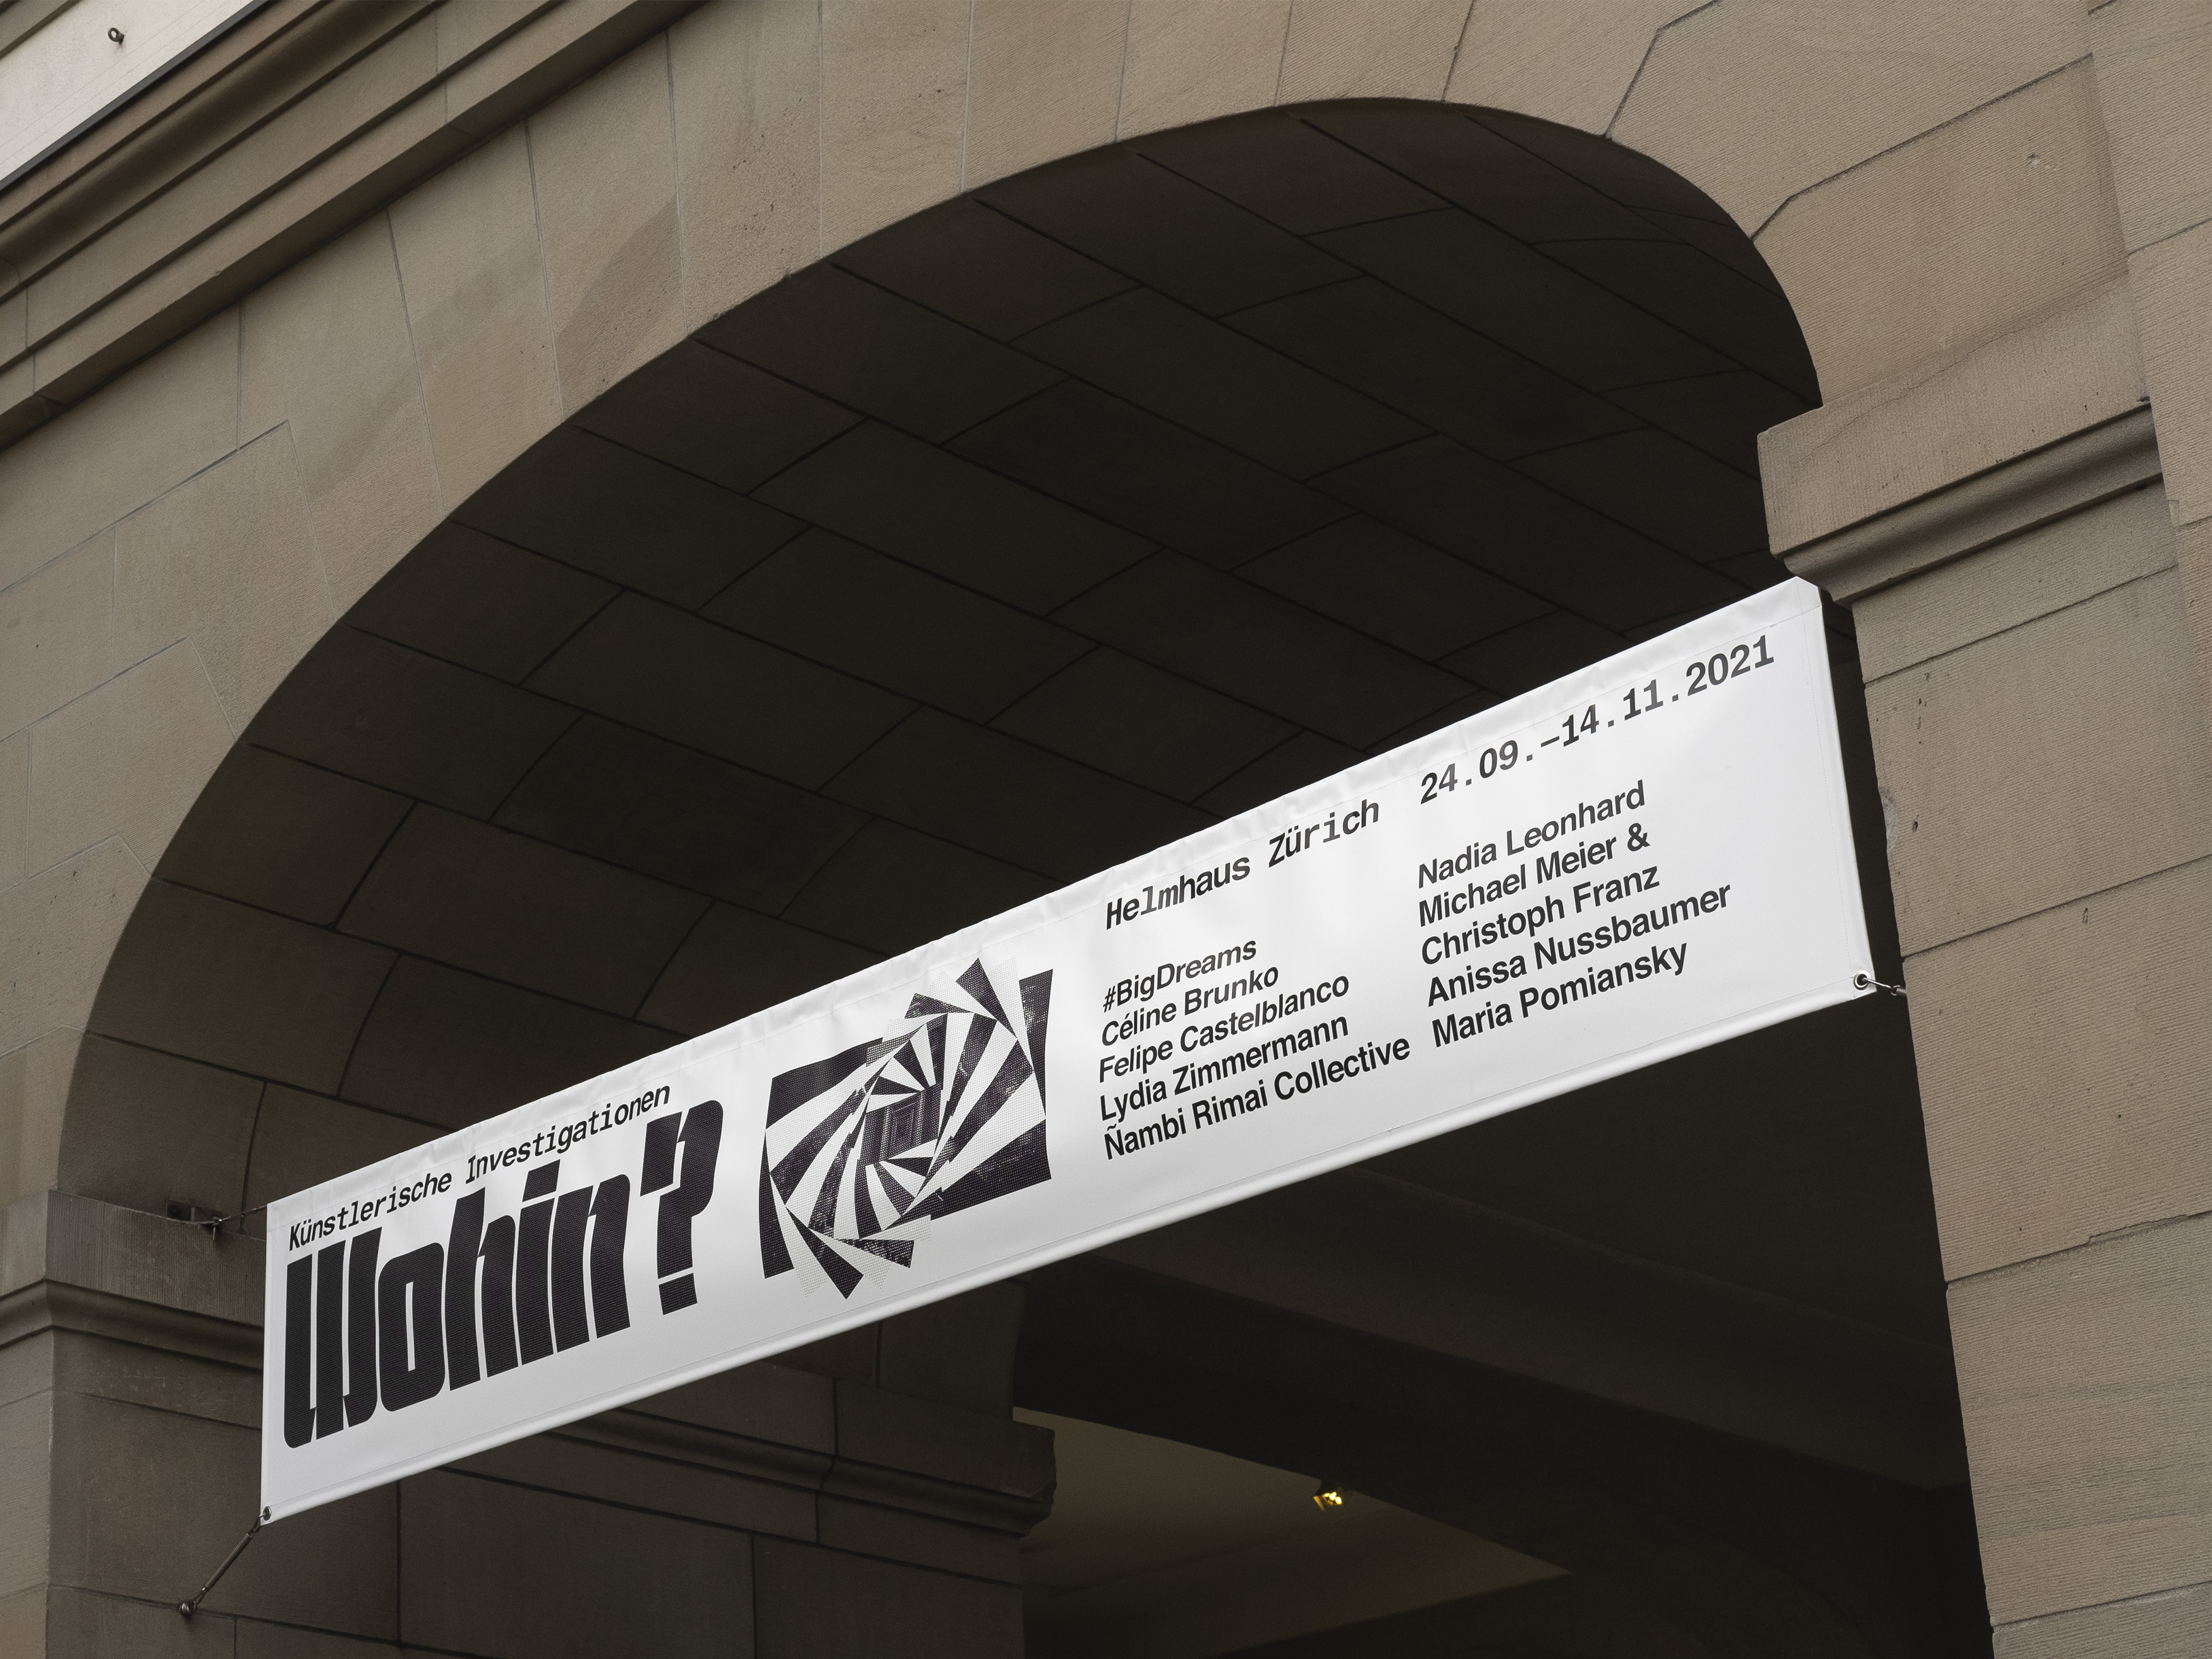 Künstlerische Investigationen
Wohin?
Helmhaus Zürich
24.09.–14.11.2021
#BigDreams
Céline Brunko
Felipe Castelblanco
Lydia Zimmermann
Ñambi Rimai Collective
Nadia Leonhard
Michael Meier &
Christoph Franz
Anissa Nussbaumer
Maria Pomiansky